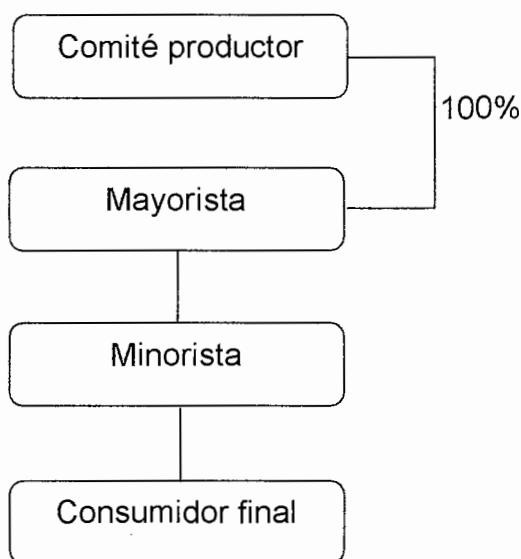 Comité productor
100%
Mayorista
Minorista
Consumidor final